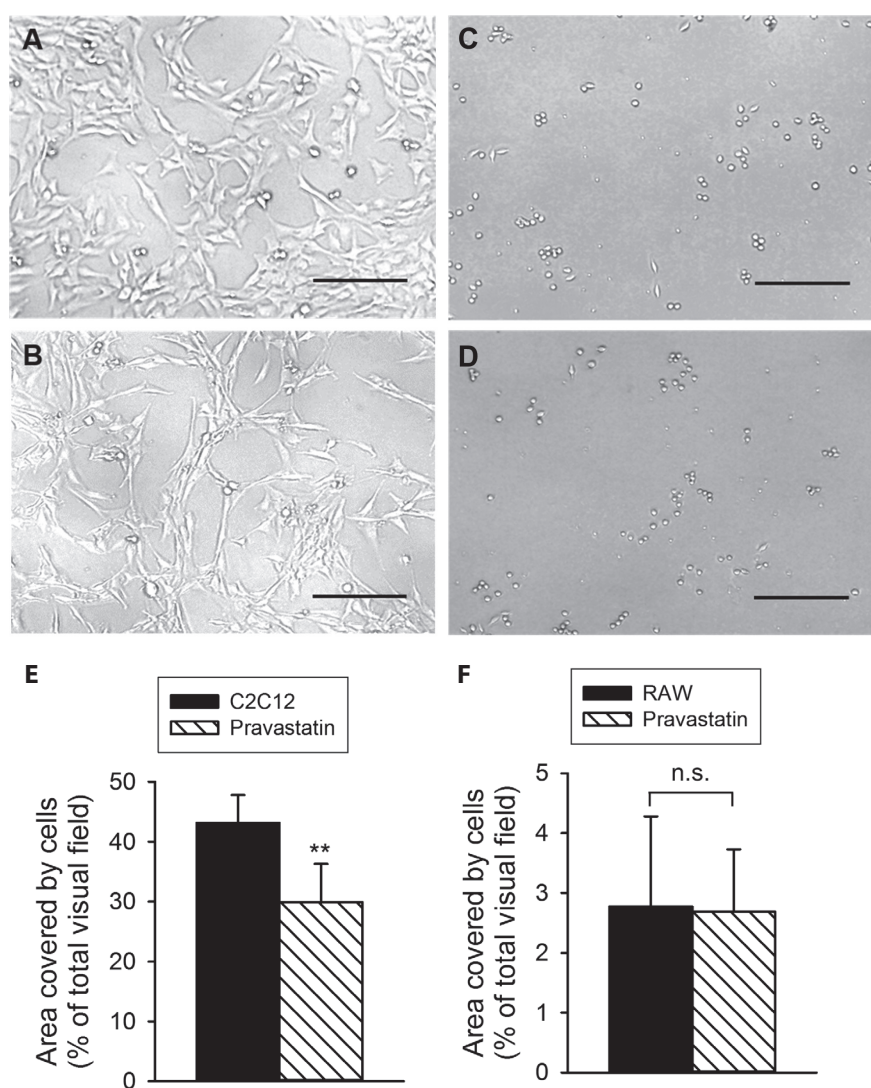 A
C
B
D
E
C2C12
Pravastatin
Area covered by cells
(% of total visual field)
50
40
30
20
10
0
**
F
RAW
Pravastatin
Area covered by cells
(% of total visual field)
5
4
3
2
1
0
n.s.